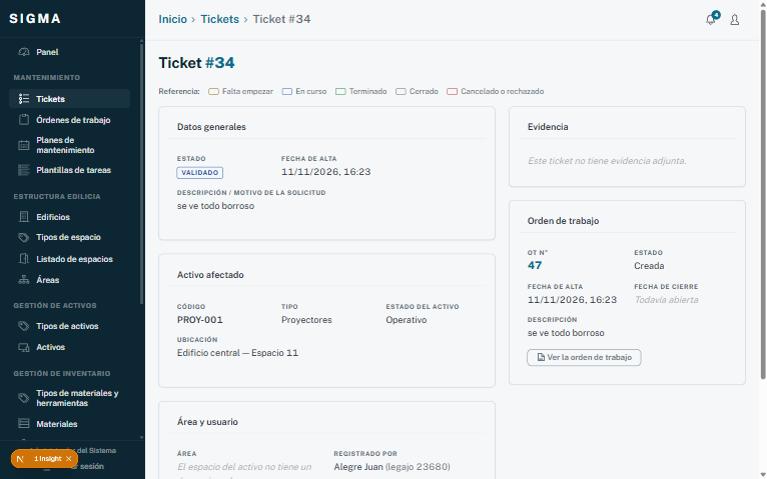 SIGMA
Inicio › Tickets › Ticket #34
4
Panel
MANTENIMIENTO
Tickets
Órdenes de trabajo
Planes de
mantenimiento
Plantillas de tareas
ESTRUCTURA EDILICIA
Edificios
Tipos de espacio
Listado de espacios
Áreas
GESTIÓN DE ACTIVOS
Tipos de activos
Activos
GESTIÓN DE INVENTARIO
Tipos de materiales y
herramientas
Materiales
del Sistema
sesión
N 1 Insight ×
Ticket #34
Referencia: Falta empezar En curso Terminado Cerrado Cancelado o rechazado
Datos generales
ESTADO FECHA DE ALTA
VALIDADO 11/11/2026, 16:23
DESCRIPCIÓN / MOTIVO DE LA SOLICITUD
se ve todo borroso
Activo afectado
CÓDIGO TIPO ESTADO DEL ACTIVO
PROY-001 Proyectores Operativo
UBICACIÓN
Edificio central — Espacio 11
Área y usuario
ÁREA REGISTRADO POR
El espacio del activo no tiene un Alegre Juan (legajo 23680)
Evidencia
Este ticket no tiene evidencia adjunta.
Orden de trabajo
OT N° ESTADO
47 Creada
FECHA DE ALTA FECHA DE CIERRE
11/11/2026, 16:23 Todavía abierta
DESCRIPCIÓN
se ve todo borroso
Ver la orden de trabajo